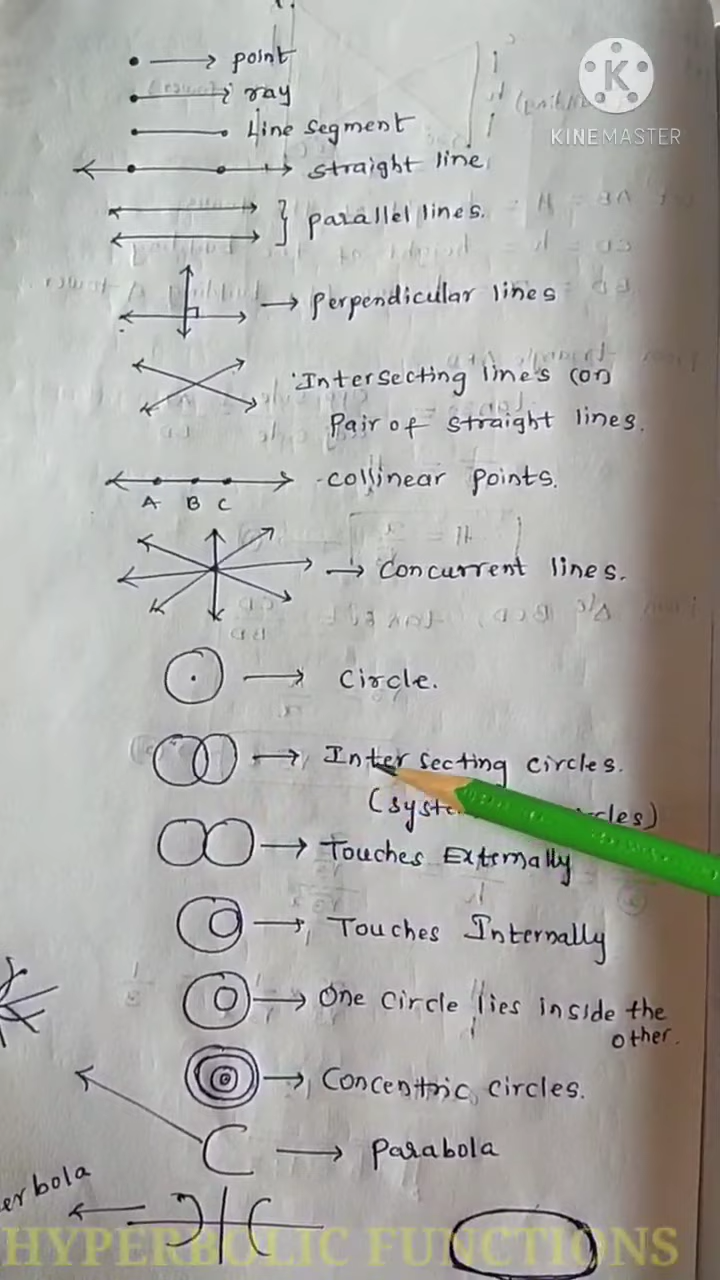 KINEMASTER
point
ray
Line segment
straight line
parallel lines.
perpendicular lines
Intersecting lines (or)
Pair of straight lines.
collinear points.
A B C
concurrent lines.
Circle.
Intersecting circles.
Touches Externally
Touches Internally
One circle lies inside the
other.
Concentric circles.
Parabola
HYPERBOLIC FUNCTIONS